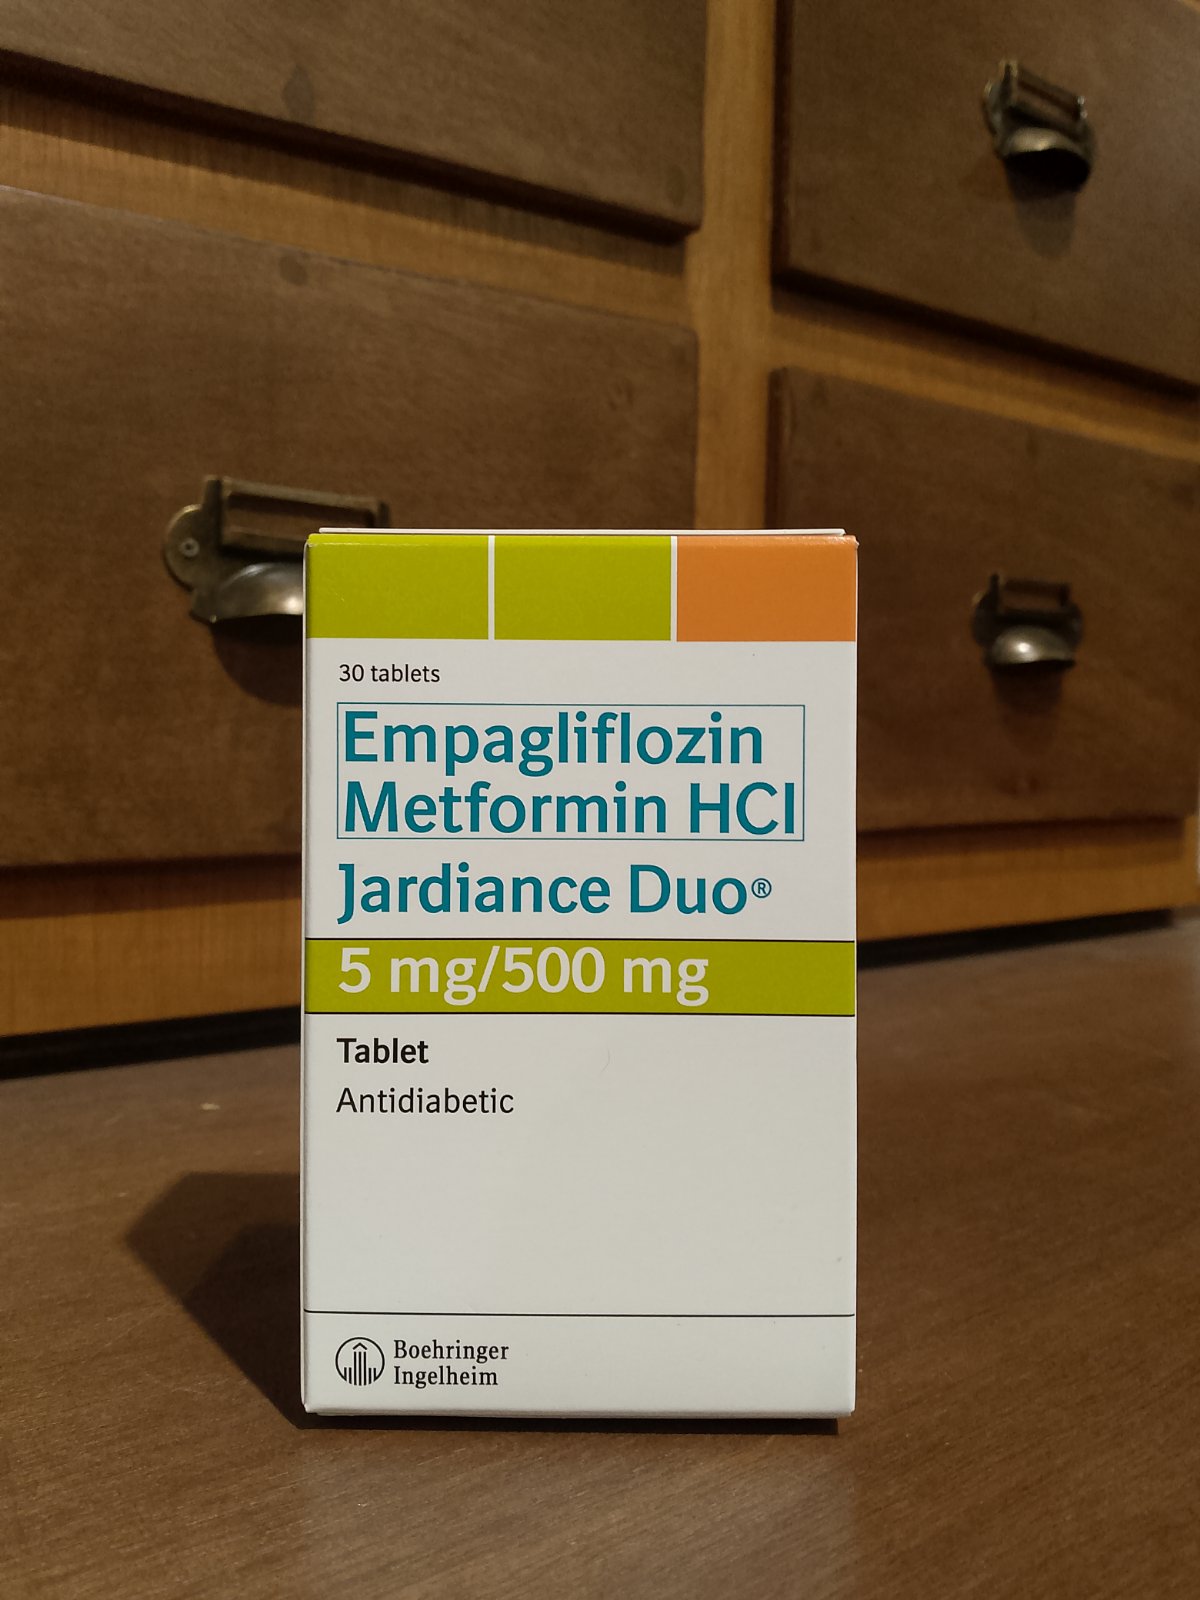 30 tablets
Empagliflozin
Metformin HCl
Jardiance Duo®
5 mg/500 mg
Tablet
Antidiabetic
Boehringer
Ingelheim